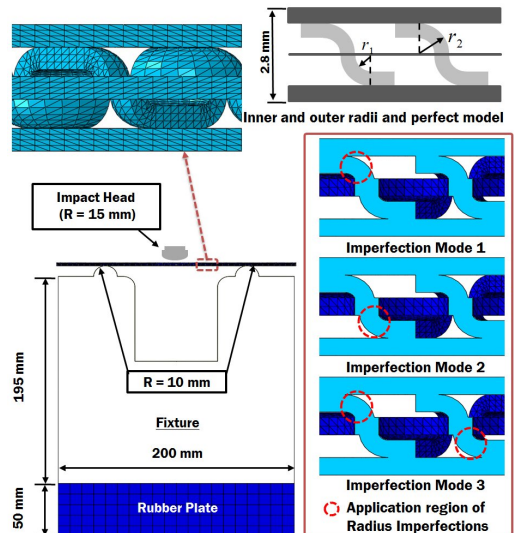 2.8 mm
r1
r2
Inner and outer radii and perfect model
Impact Head
(R = 15 mm)
Imperfection Mode 1
Imperfection Mode 2
R = 10 mm
195 mm
Fixture
200 mm
Imperfection Mode 3
50 mm
Rubber Plate
Application region of
Radius Imperfections